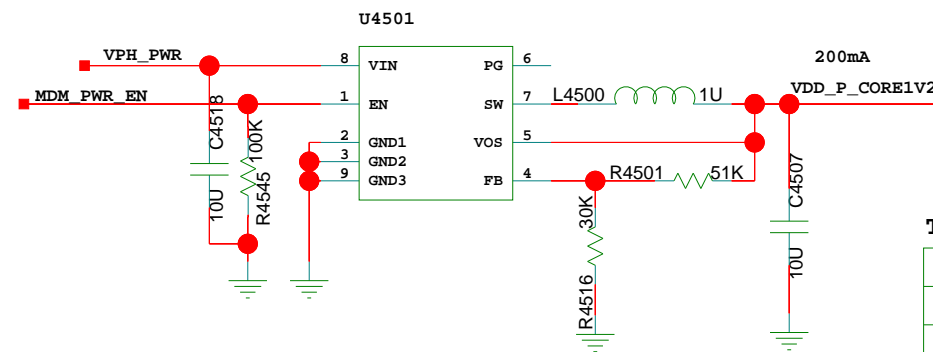 U4501
VPH_PWR
8 VIN PG 6
200mA
MDM_PWR_EN
1 EN SW 7
L4500 1U
VDD_P_CORE1V2
C4518
100K
2 GND1 VOS 5
3 GND2
9 GND3 FB 4
R4501 51K
10U
R4545
30K
C4507
R4516
10U